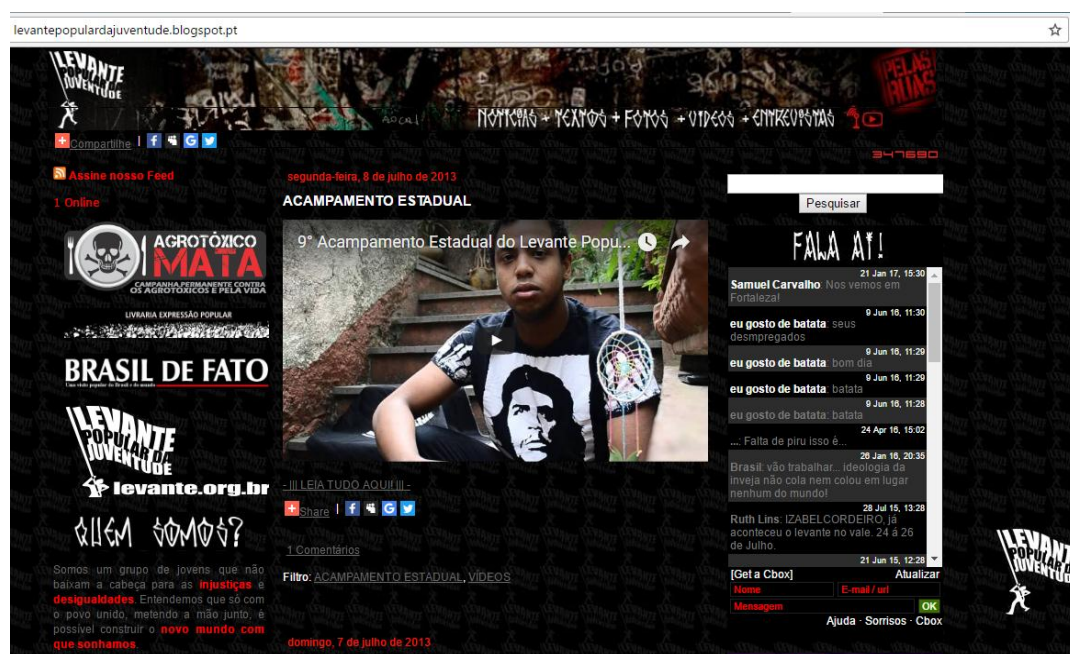 levantepopulardajuventude.blogspot.pt
LEVANTE
POPULAR DA
JUVENTUDE
PELAS
RUAS
NOTÍCIAS + TEXTOS + FOTOS + VIDEOS + ENTREVISTAS
Compartilhe
347690
Assine nosso Feed
1 Online
AGROTÓXICO
MATA
CAMPANHA PERMANENTE CONTRA
OS AGROTÓXICOS E PELA VIDA
LIVRARIA EXPRESSÃO POPULAR
BRASIL DE FATO
Uma visão popular do Brasil e do mundo
LEVANTE
POPULAR DA
JUVENTUDE
levante.org.br
QUEM SOMOS?
Somos um grupo de jovens que não
baixam a cabeça para as injustiças e
desigualdades. Entendemos que só com
o povo unido, metendo a mão junto, é
possível construir o novo mundo com
que sonhamos.
segunda-feira, 8 de julho de 2013
ACAMPAMENTO ESTADUAL
9° Acampamento Estadual do Levante Popu...
- ||| LEIA TUDO AQUI! ||| -
Share
1 Comentários
Filtro: ACAMPAMENTO ESTADUAL, VÍDEOS
domingo, 7 de julho de 2013
Pesquisar
FALA AÍ!
21 Jan 17, 15:30
Samuel Carvalho: Nos vemos em
Fortaleza!
9 Jun 16, 11:30
eu gosto de batata: seus
desmpregados
9 Jun 16, 11:29
eu gosto de batata: bom dia
9 Jun 16, 11:29
eu gosto de batata: batata
9 Jun 16, 11:28
eu gosto de batata: batata
24 Apr 16, 15:02
...: Falta de piru isso é...
26 Jan 16, 20:35
Brasil: vão trabalhar... ideologia da
inveja não cola nem colou em lugar
nenhum do mundo!
28 Jul 15, 13:28
Ruth Lins: IZABELCORDEIRO, já
aconteceu o levante no vale. 24 á 26
de Julho.
21 Jun 15, 12:28
[Get a Cbox] Atualizar
Nome E-mail / url
Mensagem OK
Ajuda · Sorrisos · Cbox
LEVANTE
POPULAR DA
JUVENTUDE